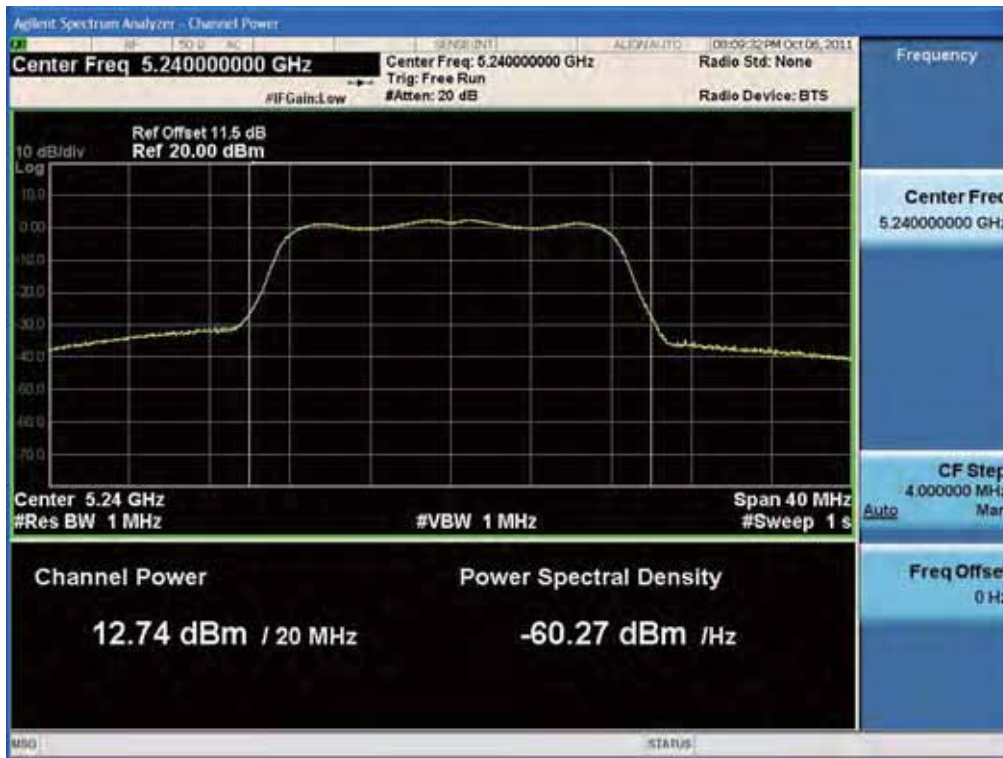 Agilent Spectrum Analyzer - Channel Power
RF 50 Ω AC SENSE:INT ALIGN AUTO 08:09:32 PM Oct 06, 2011
Center Freq 5.240000000 GHz
Center Freq: 5.240000000 GHz
Radio Std: None
Trig: Free Run
#IFGain:Low
#Atten: 20 dB
Radio Device: BTS
Frequency
Ref Offset 11.5 dB
10 dB/div
Ref 20.00 dBm
Log
10.0
0.00
-10.0
-20.0
-30.0
-40.0
-50.0
-60.0
-70.0
Center Freq
5.240000000 GHz
Center 5.24 GHz
Span 40 MHz
#Res BW 1 MHz
#VBW 1 MHz
#Sweep 1 s
CF Step
4.000000 MHz
Auto Man
Channel Power
Power Spectral Density
12.74 dBm / 20 MHz
-60.27 dBm /Hz
Freq Offset
0 Hz
MSG
STATUS